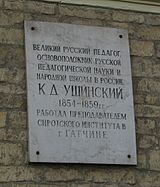 ВЕЛИКИЙ РУССКИЙ ПЕДАГОГ,
ОСНОВОПОЛОЖНИК РУССКОЙ
ПЕДАГОГИЧЕСКОЙ НАУКИ И
НАРОДНОЙ ШКОЛЫ В РОССИИ
К.Д. УШИНСКИЙ
1854-1859 гг.
РАБОТАЛ ПРЕПОДАВАТЕЛЕМ
СИРОТСКОГО ИНСТИТУТА В
г. ГАТЧИНЕ